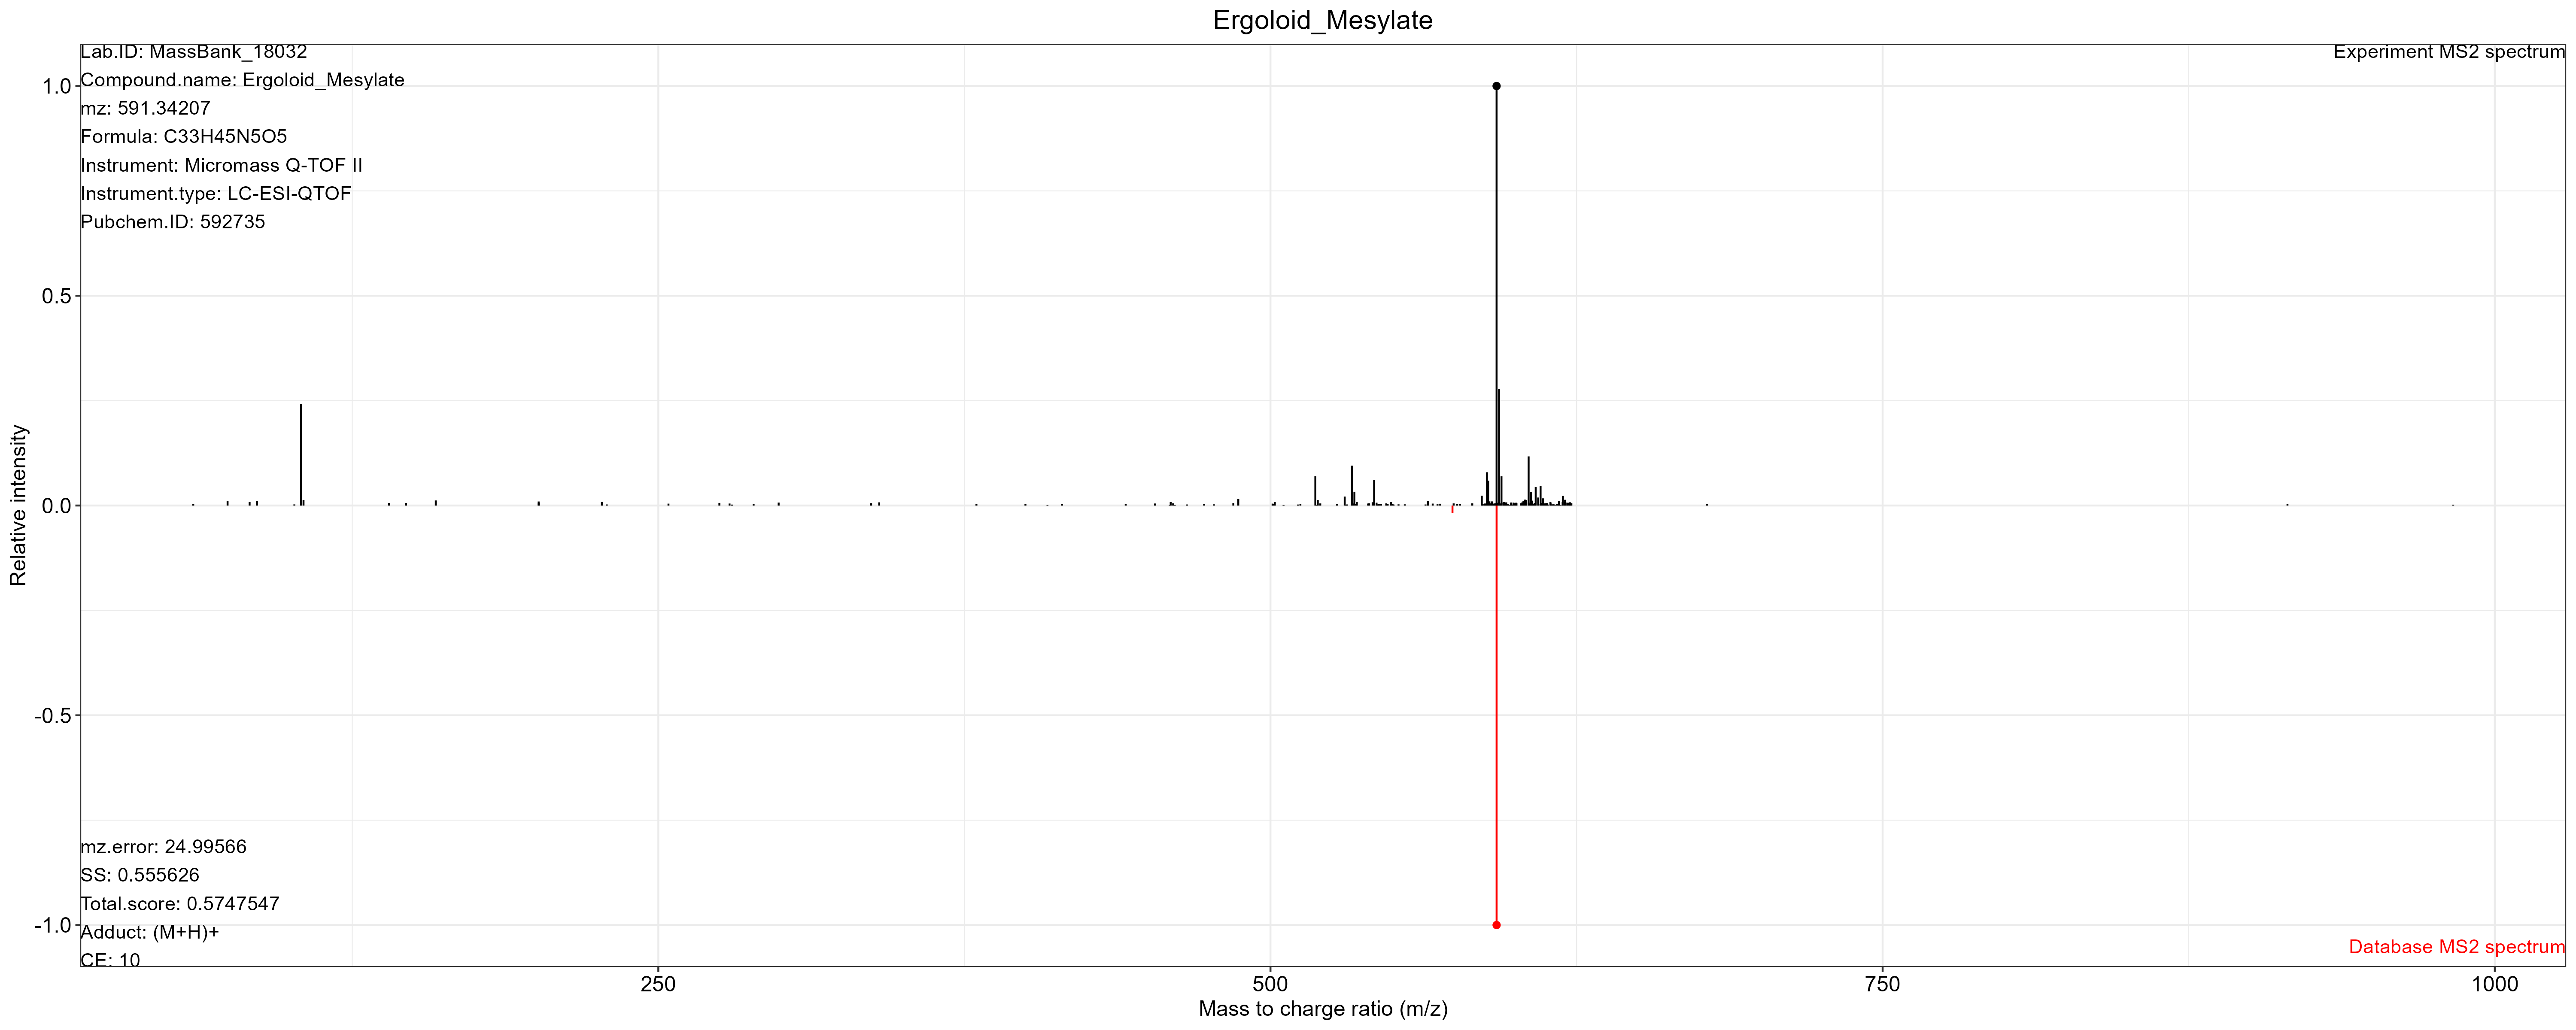 Ergoloid_Mesylate
Lab.ID: MassBank_18032
Experiment MS2 spectrum
Compound.name: Ergoloid_Mesylate
mz: 591.34207
Formula: C33H45N5O5
Instrument: Micromass Q-TOF II
Instrument.type: LC-ESI-QTOF
Pubchem.ID: 592735
1.0
0.5
0.0
-0.5
-1.0
Relative intensity
mz.error: 24.99566
SS: 0.555626
Total.score: 0.5747547
Adduct: (M+H)+
CE: 10
Database MS2 spectrum
250
500
750
1000
Mass to charge ratio (m/z)